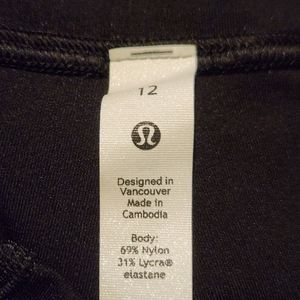 12
Designed in
Vancouver
Made in
Cambodia
Body:
69% Nylon
31% Lycra®
elastane